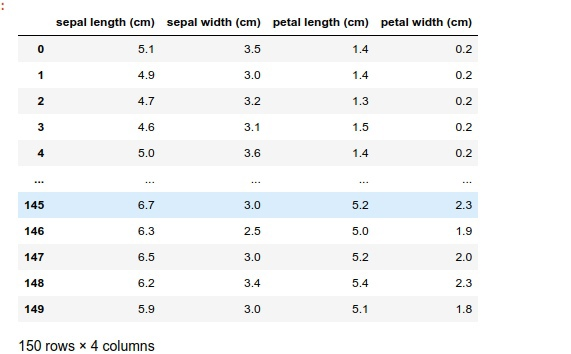 :
sepal length (cm) sepal width (cm) petal length (cm) petal width (cm)
0 5.1 3.5 1.4 0.2
1 4.9 3.0 1.4 0.2
2 4.7 3.2 1.3 0.2
3 4.6 3.1 1.5 0.2
4 5.0 3.6 1.4 0.2
... ... ... ... ...
145 6.7 3.0 5.2 2.3
146 6.3 2.5 5.0 1.9
147 6.5 3.0 5.2 2.0
148 6.2 3.4 5.4 2.3
149 5.9 3.0 5.1 1.8
150 rows × 4 columns